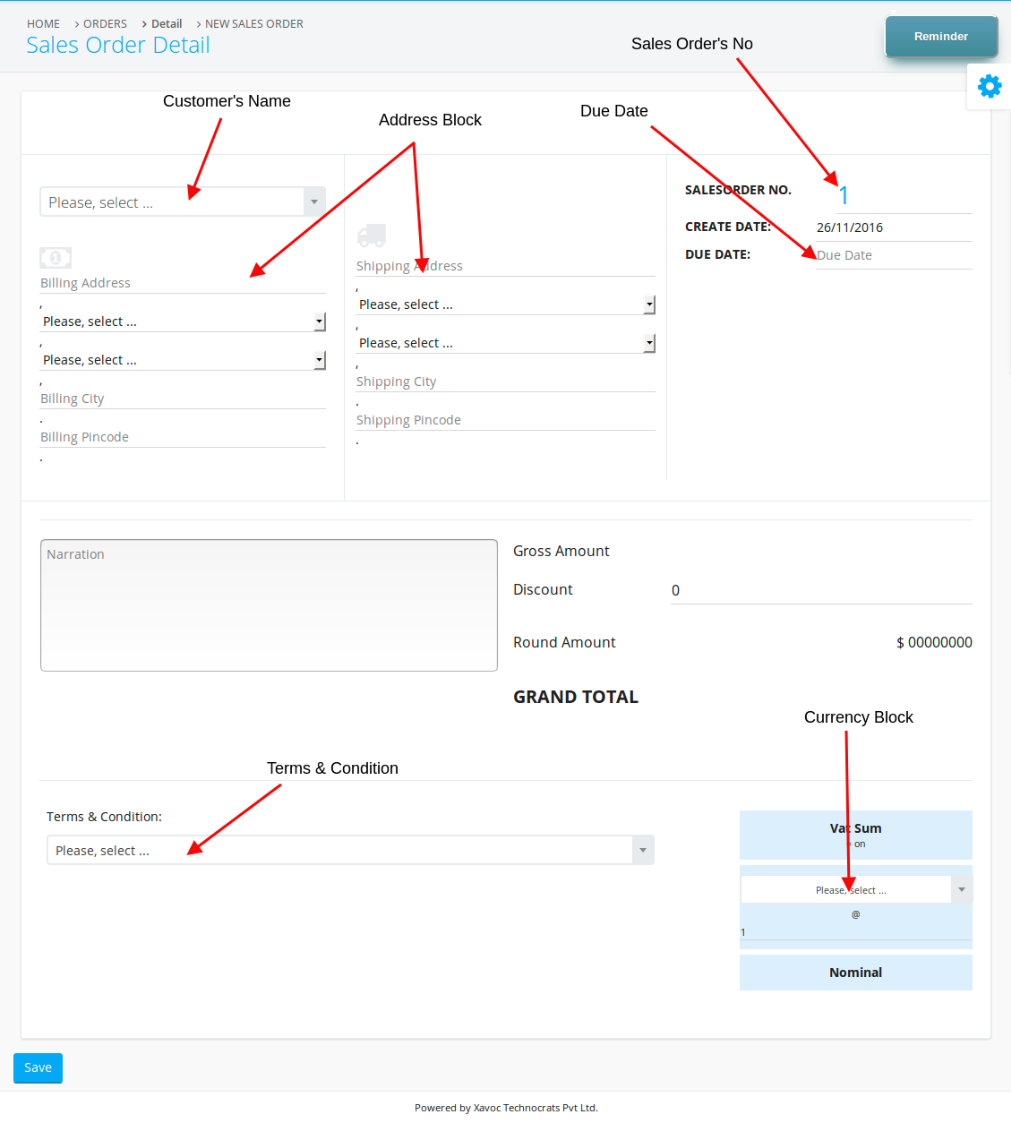 HOME > ORDERS > Detail > NEW SALES ORDER
Sales Order Detail
Reminder
Sales Order's No
Customer's Name
Address Block
Due Date
Please, select ...
Billing Address
,
Please, select ...
,
Please, select ...
,
Billing City
.
Billing Pincode
.
Shipping Address
,
Please, select ...
,
Please, select ...
,
Shipping City
.
Shipping Pincode
.
SALESORDER NO. 1
CREATE DATE: 26/11/2016
DUE DATE: Due Date
Narration
Gross Amount
Discount 0
Round Amount $ 00000000
GRAND TOTAL
Currency Block
Terms & Condition
Terms & Condition:
Please, select ...
Vat Sum
on
Please, select ...
@
1
Nominal
Save
Powered by Xavoc Technocrats Pvt Ltd.